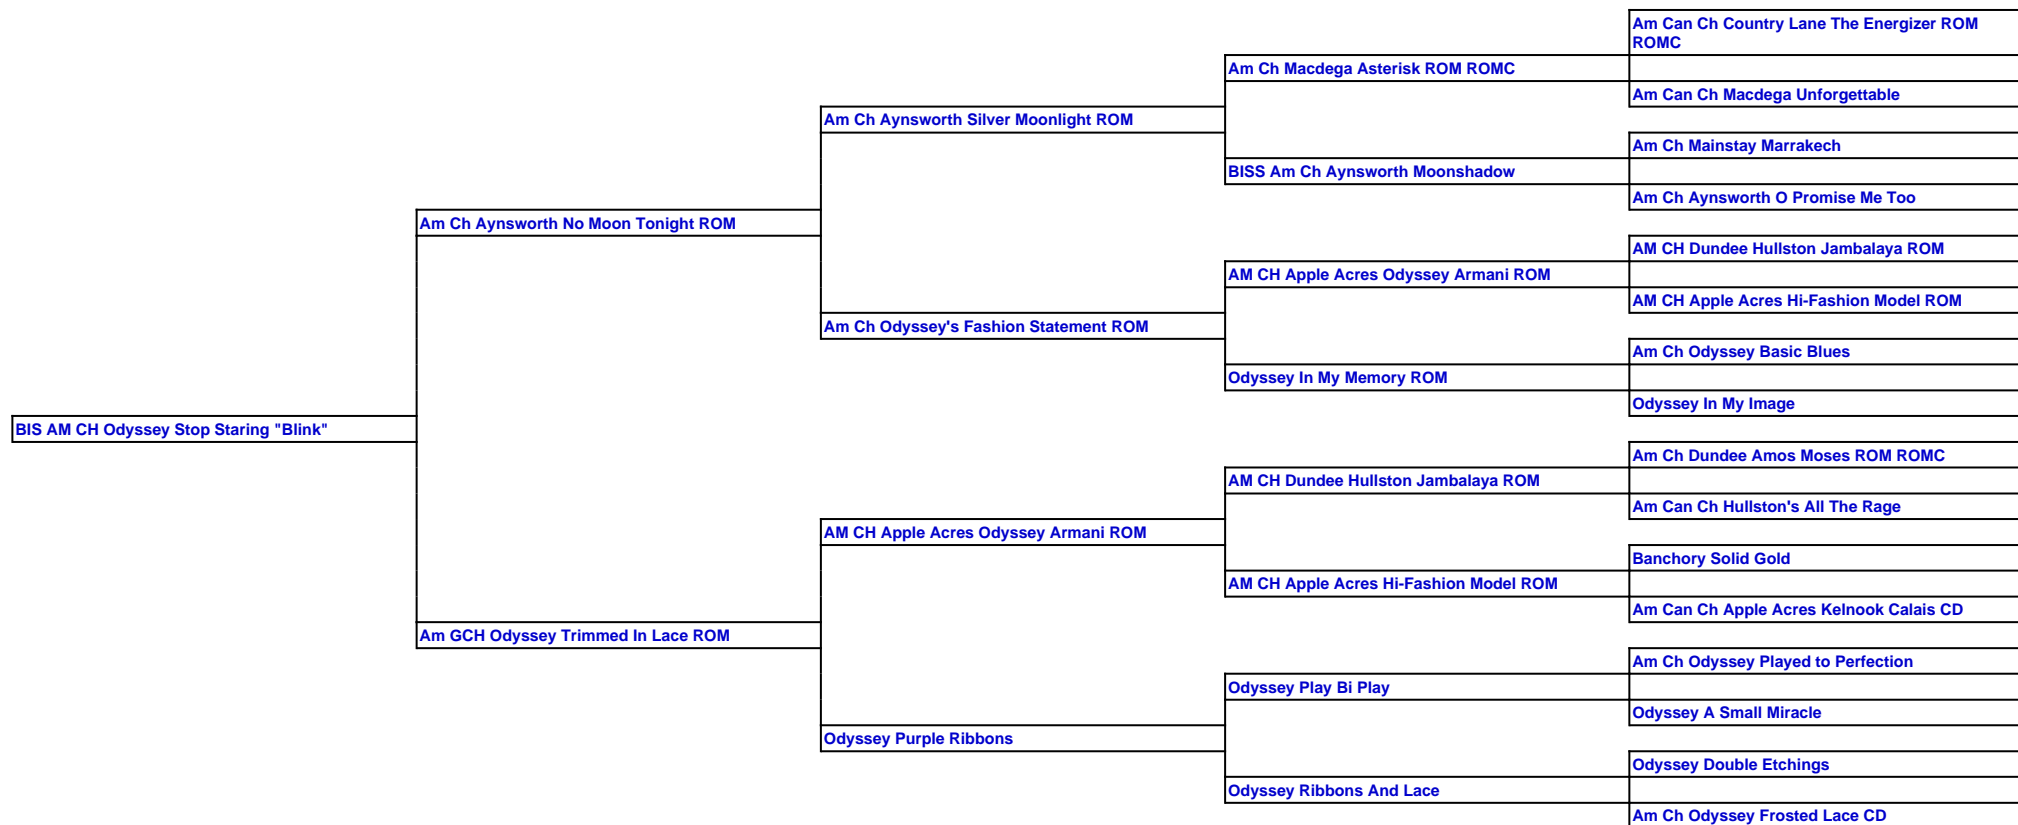 Am Can Ch Country Lane The Energizer ROM
ROMC
Am Ch Macdega Asterisk ROM ROMC
Am Can Ch Macdega Unforgettable
Am Ch Aynsworth Silver Moonlight ROM
Am Ch Mainstay Marrakech
BISS Am Ch Aynsworth Moonshadow
Am Ch Aynsworth O Promise Me Too
Am Ch Aynsworth No Moon Tonight ROM
AM CH Dundee Hullston Jambalaya ROM
AM CH Apple Acres Odyssey Armani ROM
AM CH Apple Acres Hi-Fashion Model ROM
Am Ch Odyssey's Fashion Statement ROM
Am Ch Odyssey Basic Blues
Odyssey In My Memory ROM
Odyssey In My Image
BIS AM CH Odyssey Stop Staring "Blink"
Am Ch Dundee Amos Moses ROM ROMC
AM CH Dundee Hullston Jambalaya ROM
Am Can Ch Hullston's All The Rage
AM CH Apple Acres Odyssey Armani ROM
Banchory Solid Gold
AM CH Apple Acres Hi-Fashion Model ROM
Am Can Ch Apple Acres Kelnook Calais CD
Am GCH Odyssey Trimmed In Lace ROM
Am Ch Odyssey Played to Perfection
Odyssey Play Bi Play
Odyssey A Small Miracle
Odyssey Purple Ribbons
Odyssey Double Etchings
Odyssey Ribbons And Lace
Am Ch Odyssey Frosted Lace CD